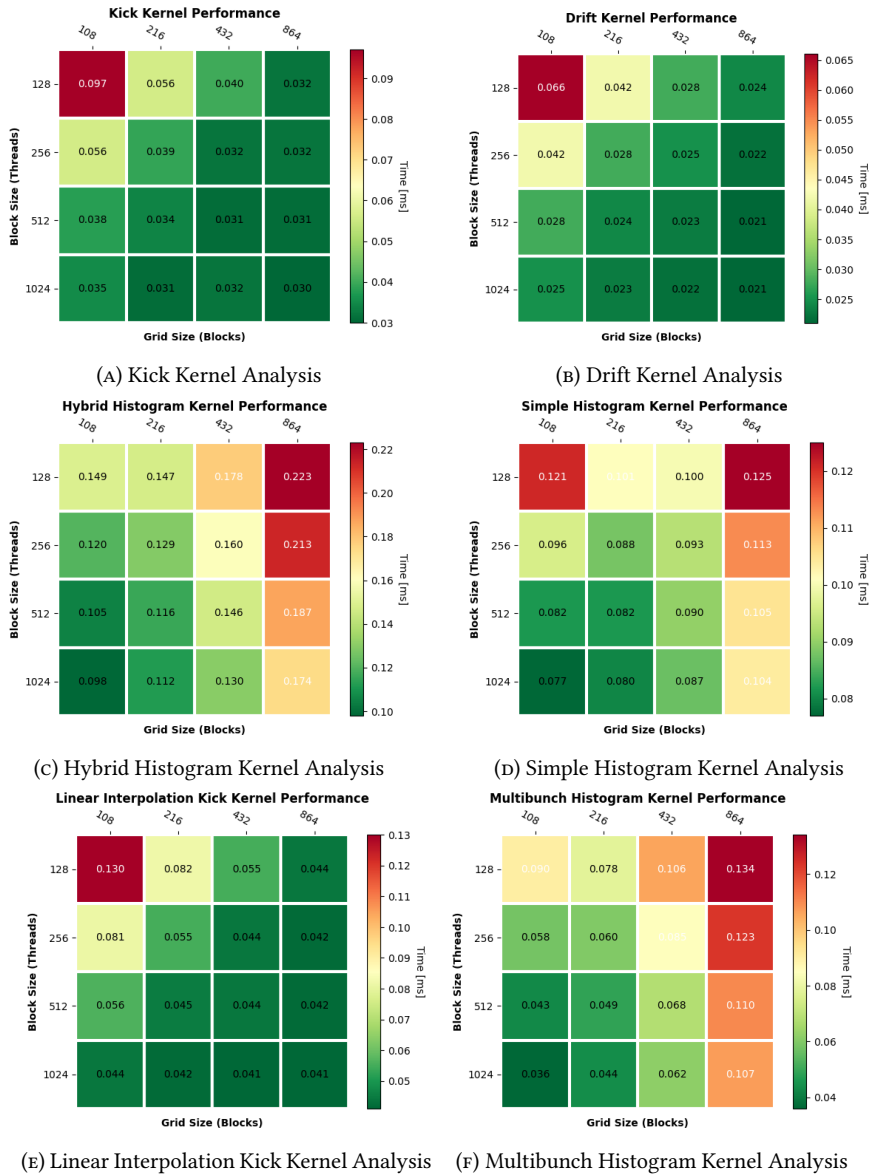 Kick Kernel Performance
108 216 432 864
128 0.097 0.056 0.040 0.032
256 0.056 0.039 0.032 0.032
512 0.038 0.034 0.031 0.031
1024 0.035 0.031 0.032 0.030
Block Size (Threads)
Grid Size (Blocks)
0.09
0.08
0.07
0.06
0.05
0.04
0.03
Time [ms]
(A) Kick Kernel Analysis
Drift Kernel Performance
108 216 432 864
128 0.066 0.042 0.028 0.024
256 0.042 0.028 0.025 0.022
512 0.028 0.024 0.023 0.021
1024 0.025 0.023 0.022 0.021
Block Size (Threads)
Grid Size (Blocks)
0.065
0.060
0.055
0.050
0.045
0.040
0.035
0.030
0.025
Time [ms]
(B) Drift Kernel Analysis
Hybrid Histogram Kernel Performance
108 216 432 864
128 0.149 0.147 0.178 0.223
256 0.120 0.129 0.160 0.213
512 0.105 0.116 0.146 0.187
1024 0.098 0.112 0.130 0.174
Block Size (Threads)
Grid Size (Blocks)
0.22
0.20
0.18
0.16
0.14
0.12
0.10
Time [ms]
(C) Hybrid Histogram Kernel Analysis
Simple Histogram Kernel Performance
108 216 432 864
128 0.121 0.100 0.125
256 0.096 0.088 0.093 0.113
512 0.082 0.082 0.090 0.105
1024 0.077 0.080 0.087 0.104
Block Size (Threads)
Grid Size (Blocks)
0.12
0.11
0.10
0.09
0.08
Time [ms]
(D) Simple Histogram Kernel Analysis
Linear Interpolation Kick Kernel Performance
108 216 432 864
128 0.130 0.082 0.055 0.044
256 0.081 0.055 0.044 0.042
512 0.056 0.045 0.044 0.042
1024 0.044 0.042 0.041 0.041
Block Size (Threads)
Grid Size (Blocks)
0.13
0.12
0.11
0.10
0.09
0.08
0.07
0.06
0.05
Time [ms]
(E) Linear Interpolation Kick Kernel Analysis
Multibunch Histogram Kernel Performance
108 216 432 864
128 0.090 0.078 0.106 0.134
256 0.058 0.060 0.123
512 0.043 0.049 0.068 0.110
1024 0.036 0.044 0.062 0.107
Block Size (Threads)
Grid Size (Blocks)
0.12
0.10
0.08
0.06
0.04
Time [ms]
(F) Multibunch Histogram Kernel Analysis